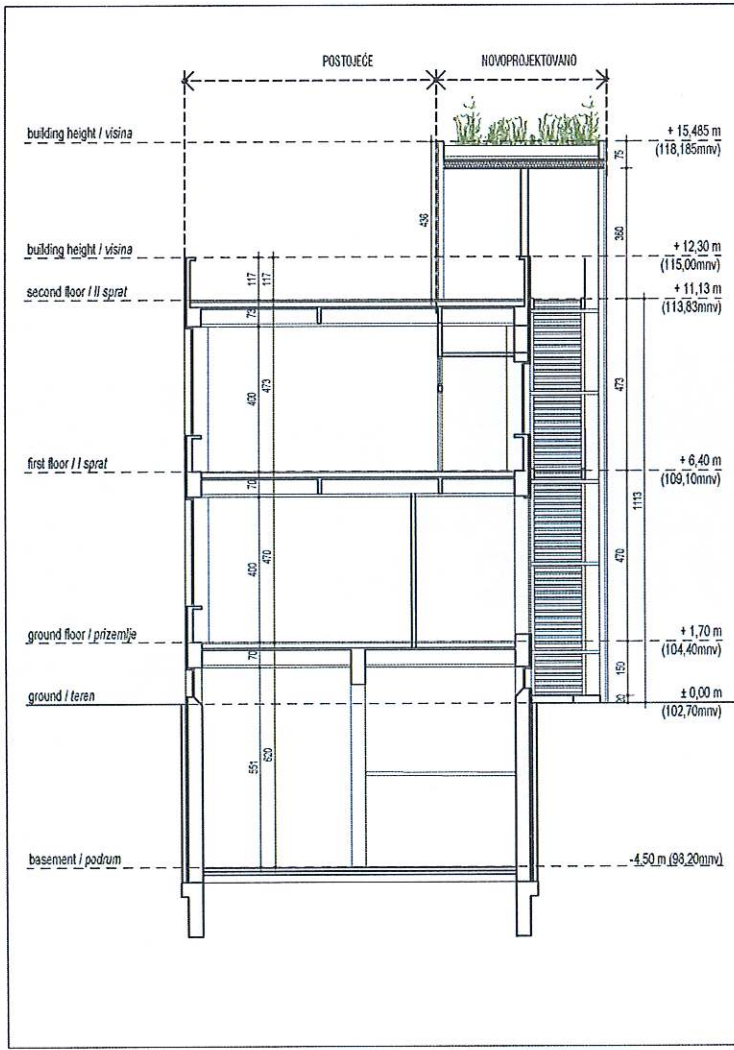 POSTOJEĆE NOVOPROJEKTOVANO
building height / visina
+ 15,485 m
(118,185mnv)
75
436
360
building height / visina
+ 12,30 m
(115,00mnv)
117 117
second floor / II sprat
+ 11,13 m
(113,83mnv)
73
400
473
473
first floor / I sprat
+ 6,40 m
(109,10mnv)
70
1113
400
470
470
ground floor / prizemlje
+ 1,70 m
(104,40mnv)
70
150
ground / teren
± 0,00 m
20
(102,70mnv)
551
620
basement / podrum
-4,50 m (98,20mnv)